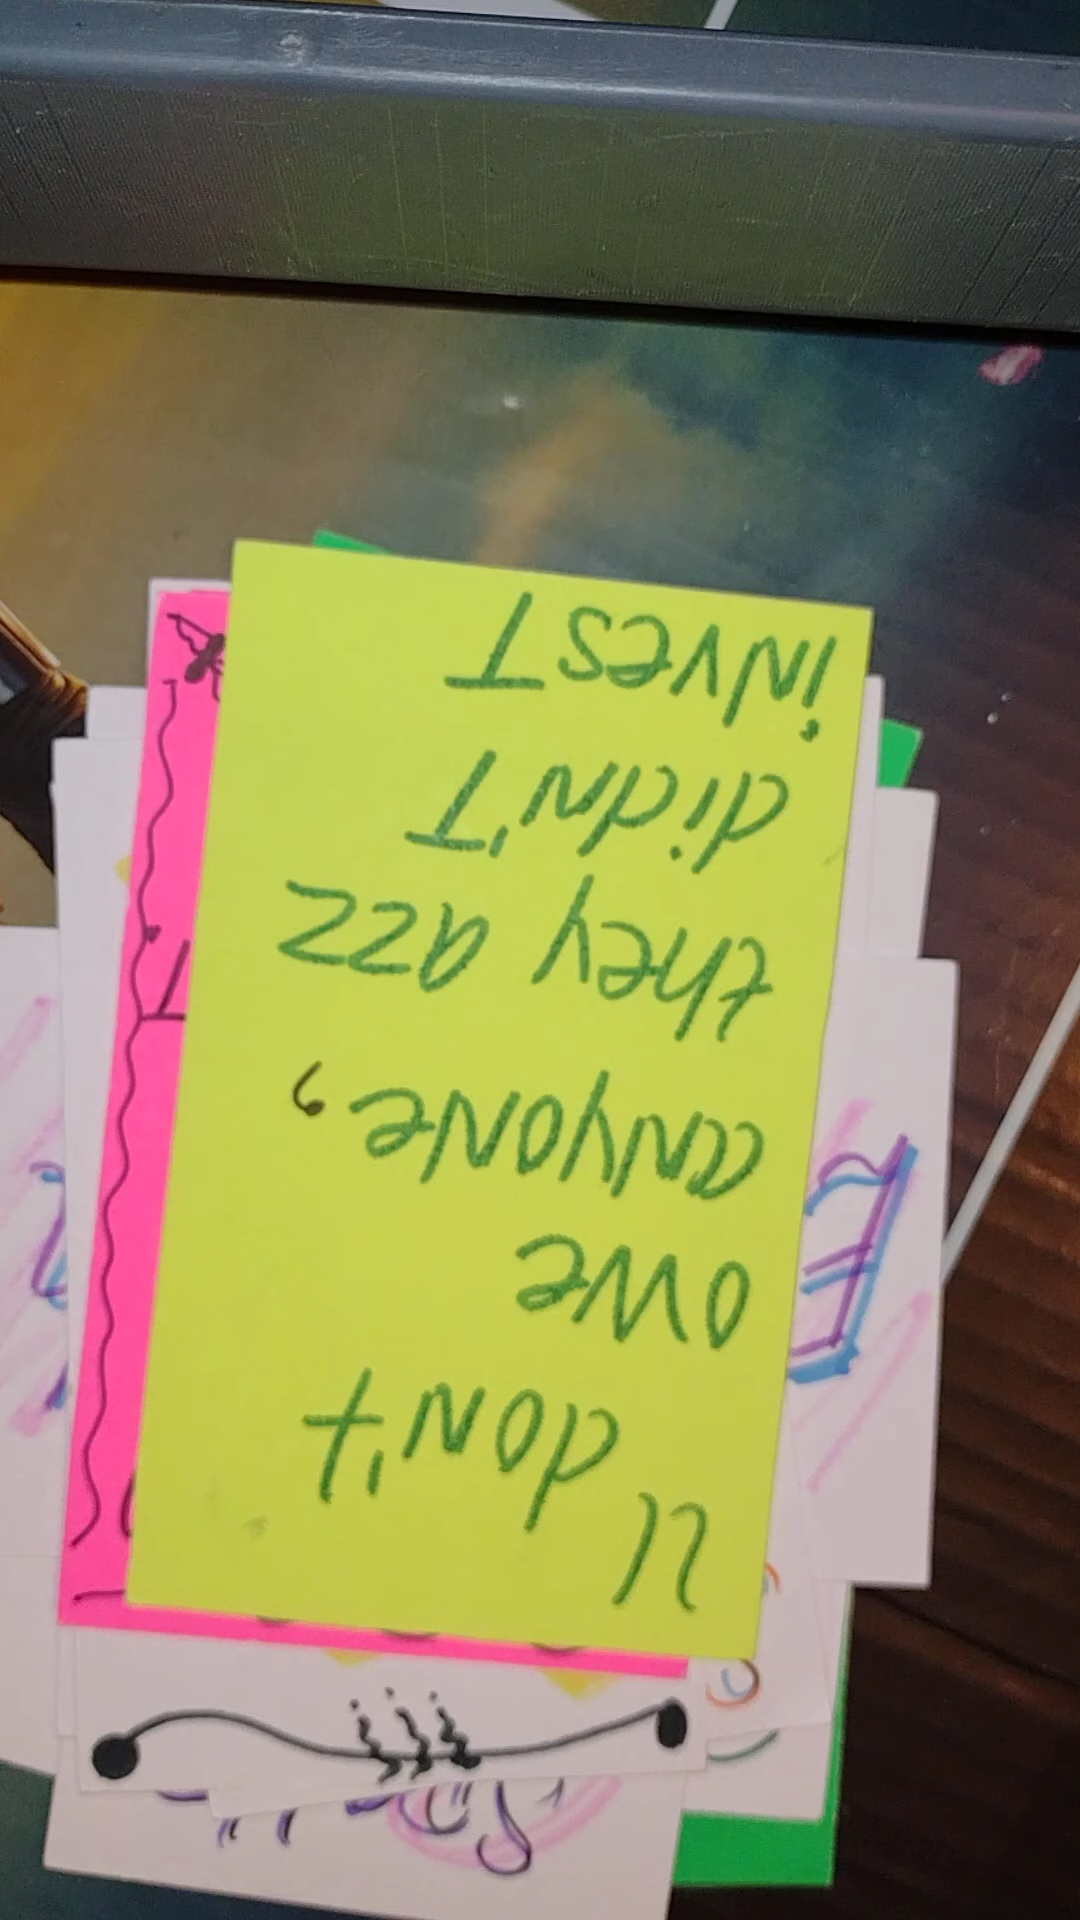 U
don't
owe
anyone,
they azz
didn't
invest